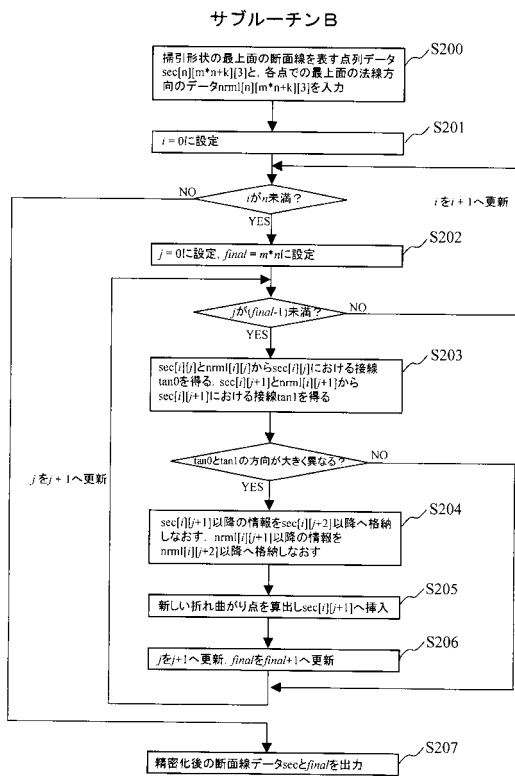 サブルーチンB
S200
掃引形状の最上面の断面線を表す点列データ
sec[n][m*n+k][3]と, 各点での最上面の法線方
向のデータnrml[n][m*n+k][3]を入力
S201
i = 0に設定
NO
iがn未満？
iをi + 1へ更新
YES
S202
j = 0に設定, final = m*nに設定
jが(final-1)未満？
NO
YES
S203
sec[i][j]とnrml[i][j]からsec[i][j]における接線
tan0を得る. sec[i][j+1]とnrml[i][j+1]から
sec[i][j+1]における接線tan1を得る
tan0とtan1の方向が大きく異なる？
NO
jをj + 1へ更新
YES
S204
sec[i][j+1]以降の情報をsec[i][j+2]以降へ格納
しなおす. nrml[i][j+1]以降の情報を
nrml[i][j+2]以降へ格納しなおす
S205
新しい折れ曲がり点を算出しsec[i][j+1]へ挿入
S206
jをj+1へ更新, finalをfinal+1へ更新
S207
精密化後の断面線データsecとfinalを出力